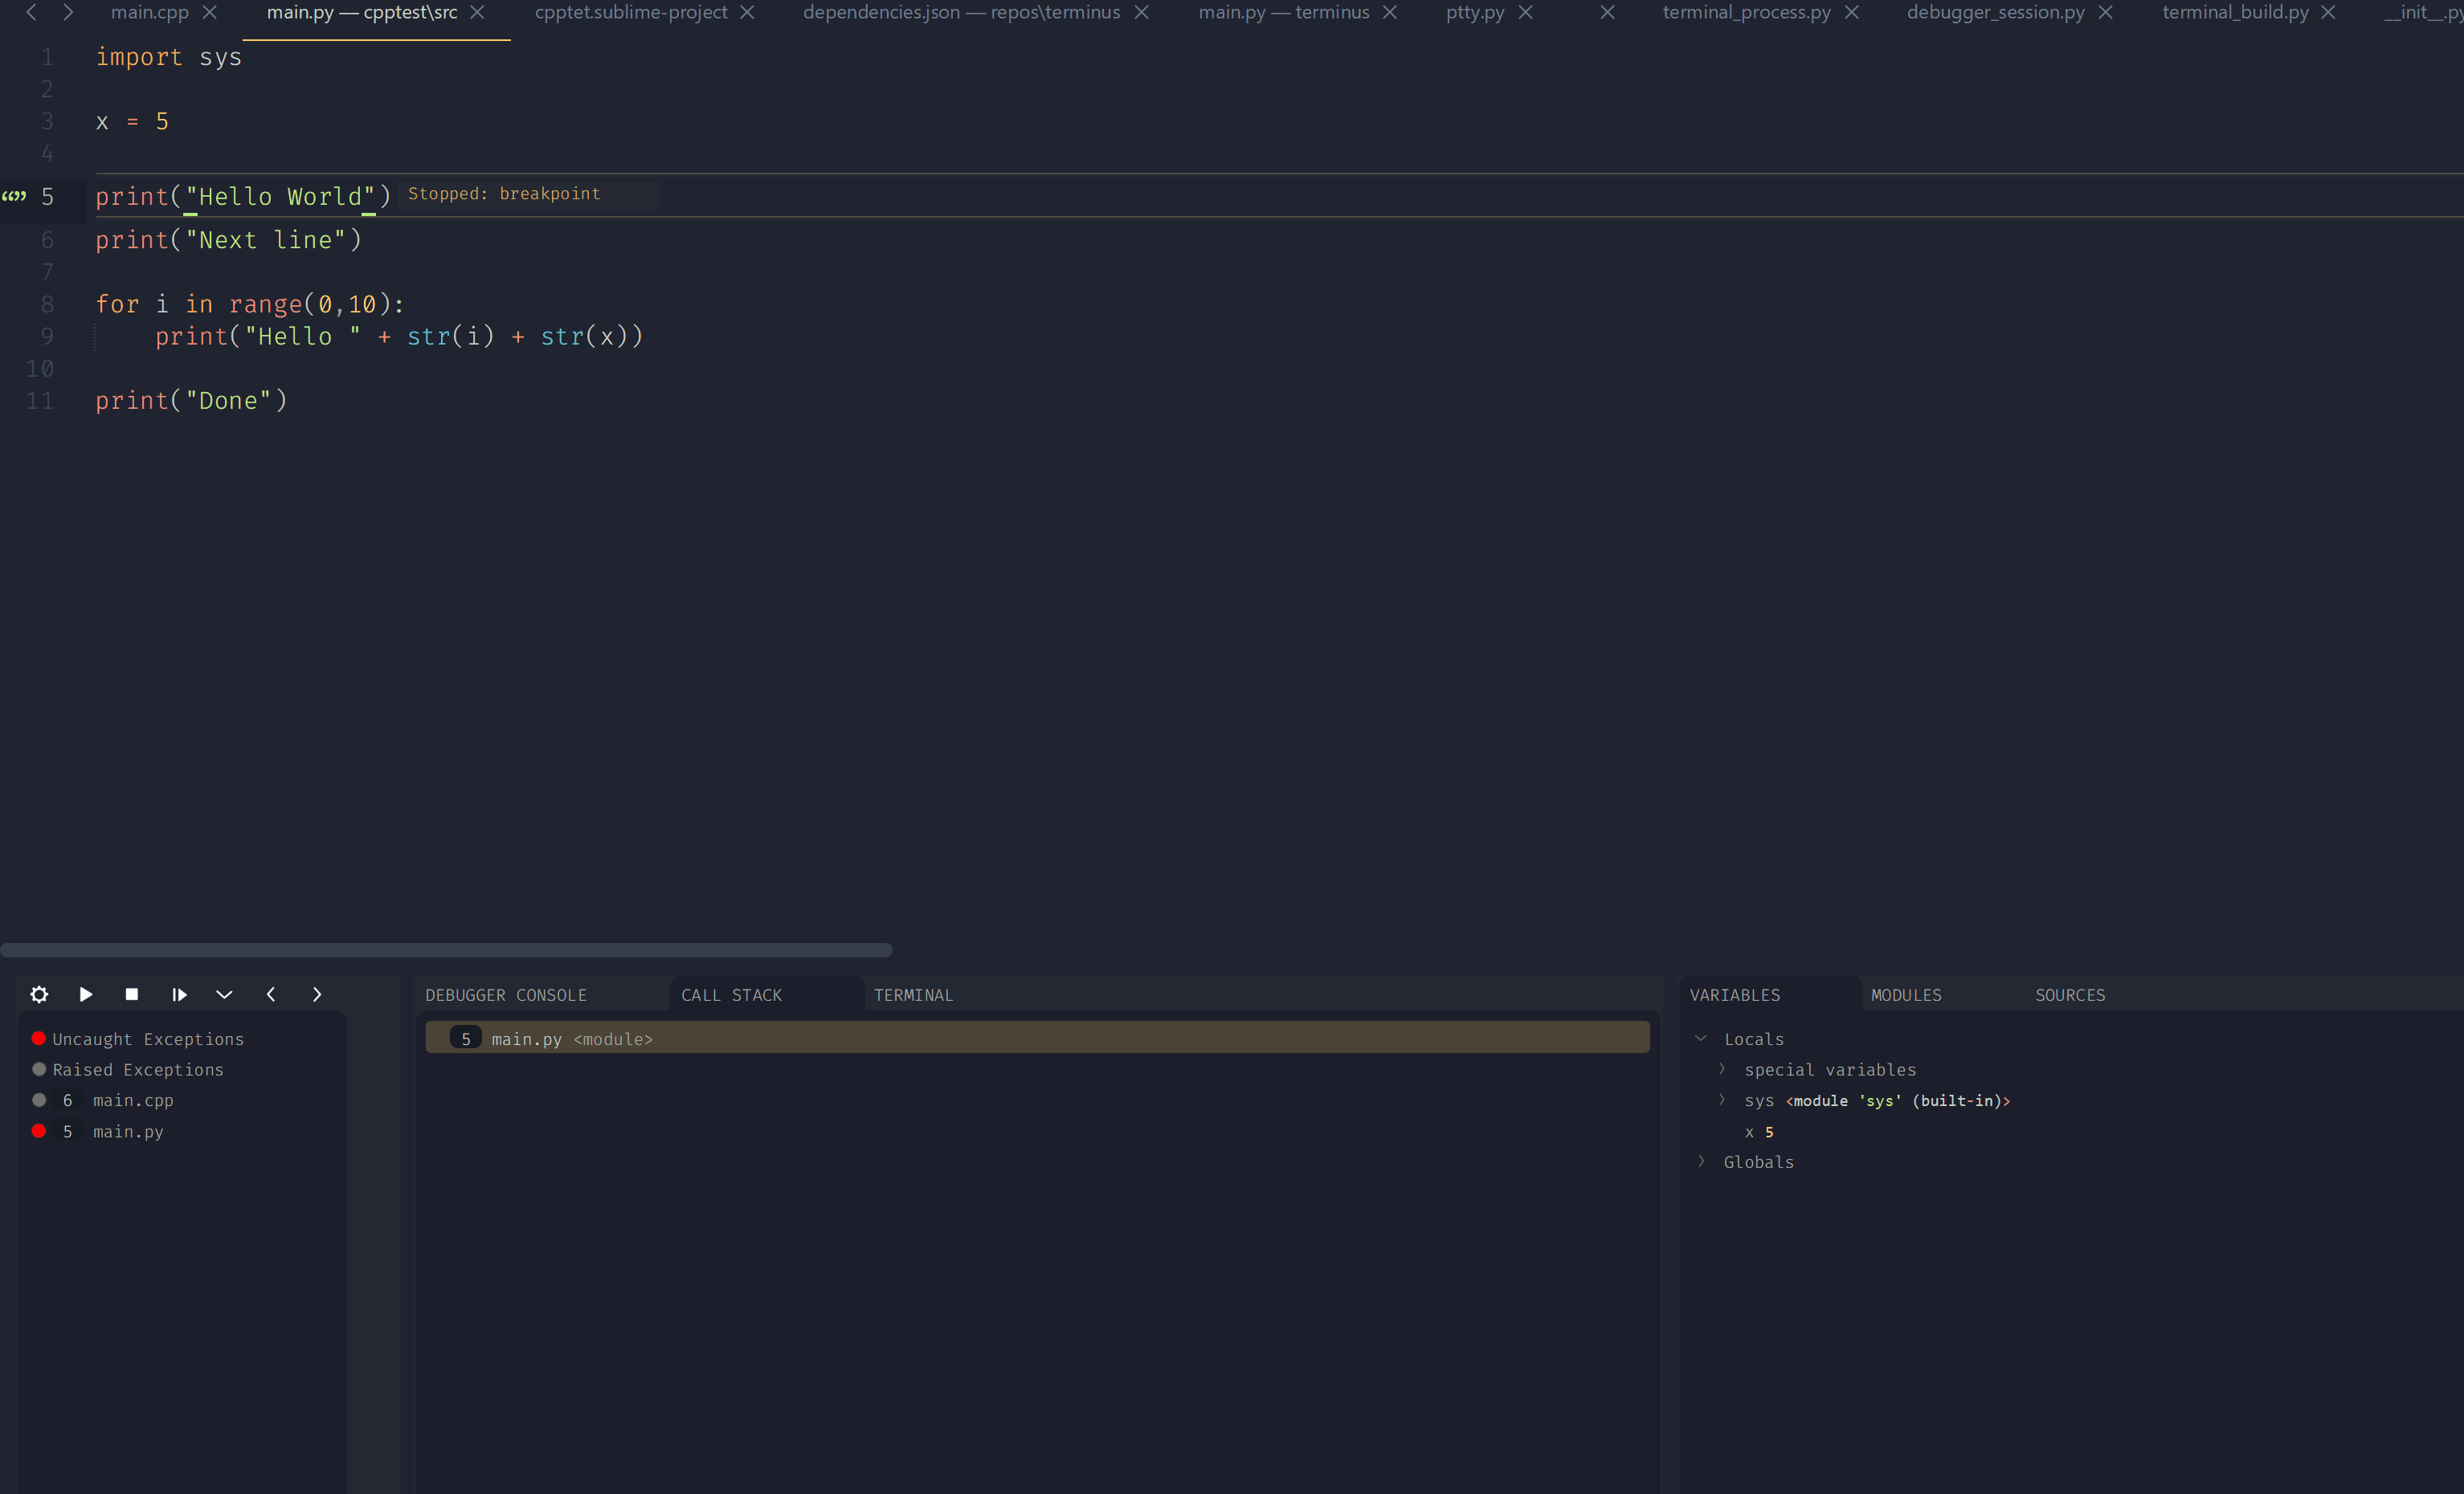 main.cpp main.py — cpptest\src cpptet.sublime-project dependencies.json — repos\terminus main.py — terminus ptty.py terminal_process.py debugger_session.py terminal_build.py __init__.py
1 import sys
2
3 x = 5
4
5 print("Hello World") Stopped: breakpoint
6 print("Next line")
7
8 for i in range(0,10):
9     print("Hello " + str(i) + str(x))
10
11 print("Done")
DEBUGGER CONSOLE CALL STACK TERMINAL
VARIABLES MODULES SOURCES
Uncaught Exceptions
Raised Exceptions
6 main.cpp
5 main.py
5 main.py <module>
Locals
special variables
sys <module 'sys' (built-in)>
x 5
Globals